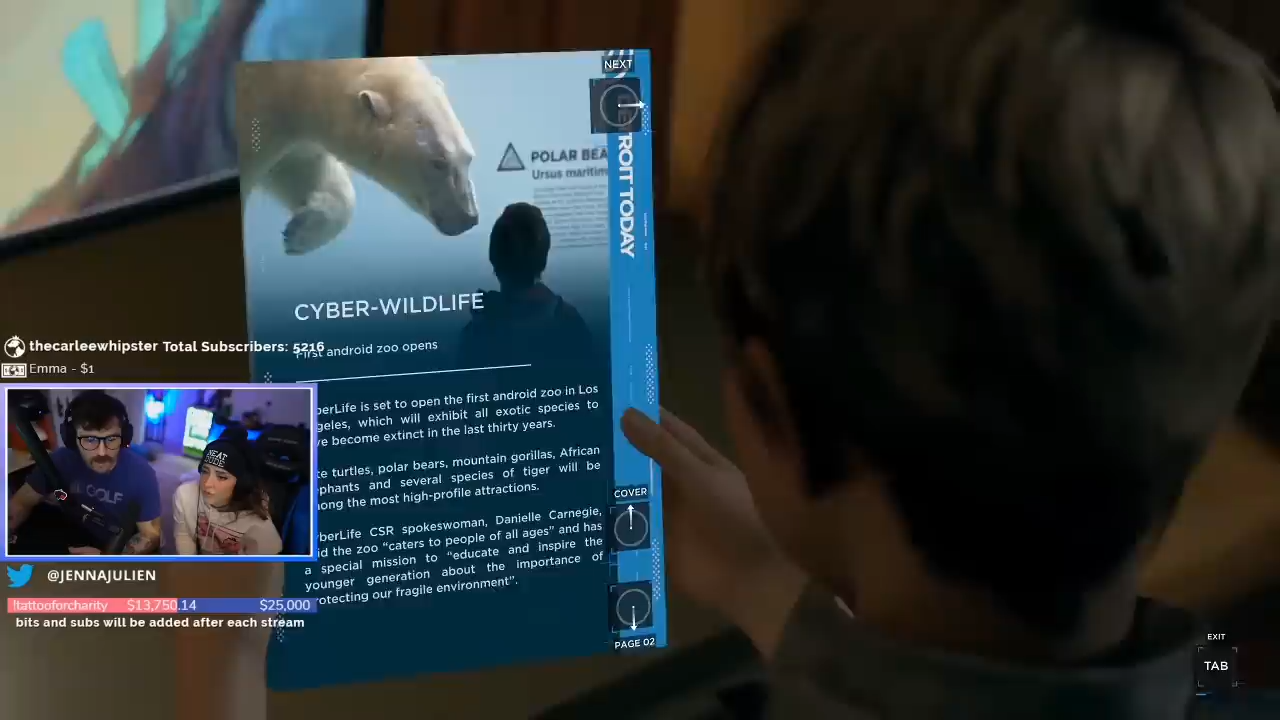 NEXT
POLAR BEA
Ursus maritim
ROIT TODAY
CYBER-WILDLIFE
First android zoo opens
thecarleewhipster Total Subscribers: 5216
Emma - $1
berLife is set to open the first android zoo in Los
geles, which will exhibit all exotic species to
ve become extinct in the last thirty years.
te turtles, polar bears, mountain gorillas, African
phants and several species of tiger will be
ong the most high-profile attractions.
yberLife CSR spokeswoman, Danielle Carnegie,
id the zoo "caters to people of all ages" and has
a special mission to "educate and inspire the
younger generation about the importance of
otecting our fragile environment".
COVER
PAGE 02
@JENNAJULIEN
!tattooforcharity $13,750.14 $25,000
bits and subs will be added after each stream
EXIT
TAB